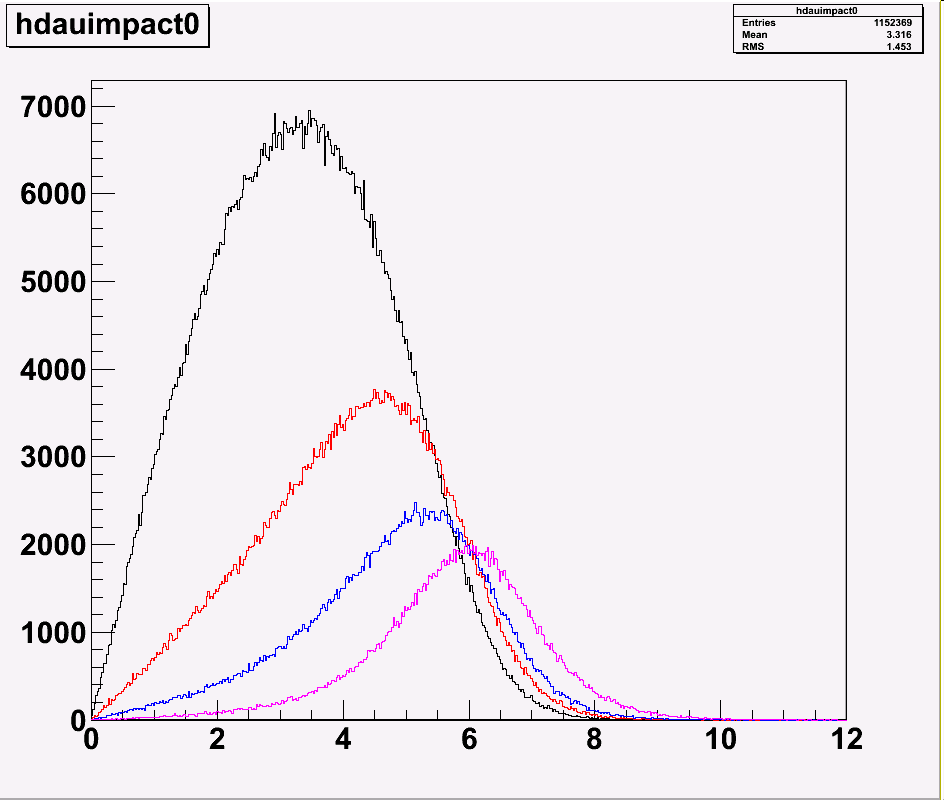 hdauimpact0
hdauimpact0
Entries 1152369
Mean 3.316
RMS 1.453
7000
6000
5000
4000
3000
2000
1000
0
0 2 4 6 8 10 12